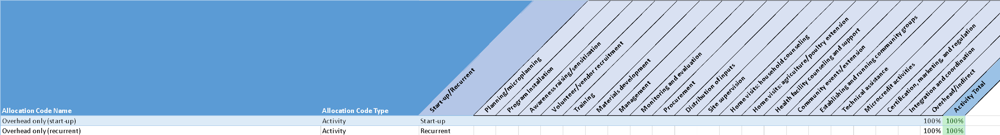 Allocation Code Name
Allocation Code Type
Start-up/Recurrent
Planning/microplanning
Program Installation
Awareness raising/sensitization
Volunteer/vendor recruitment
Training
Materials development
Management
Monitoring and evaluation
Procurement
Distribution of inputs
Site supervision
Home visits: household counseling
Home visits: agriculture/poultry extension
Health facility counseling and support
Community events/extension
Establishing and running community groups
Technical assistance
Microcredit activities
Certification, marketing, and regulation
Integration and coordination
Overhead/indirect
Activity Total
Overhead only (start-up) Activity Start-up 100% 100%
Overhead only (recurrent) Activity Recurrent 100% 100%